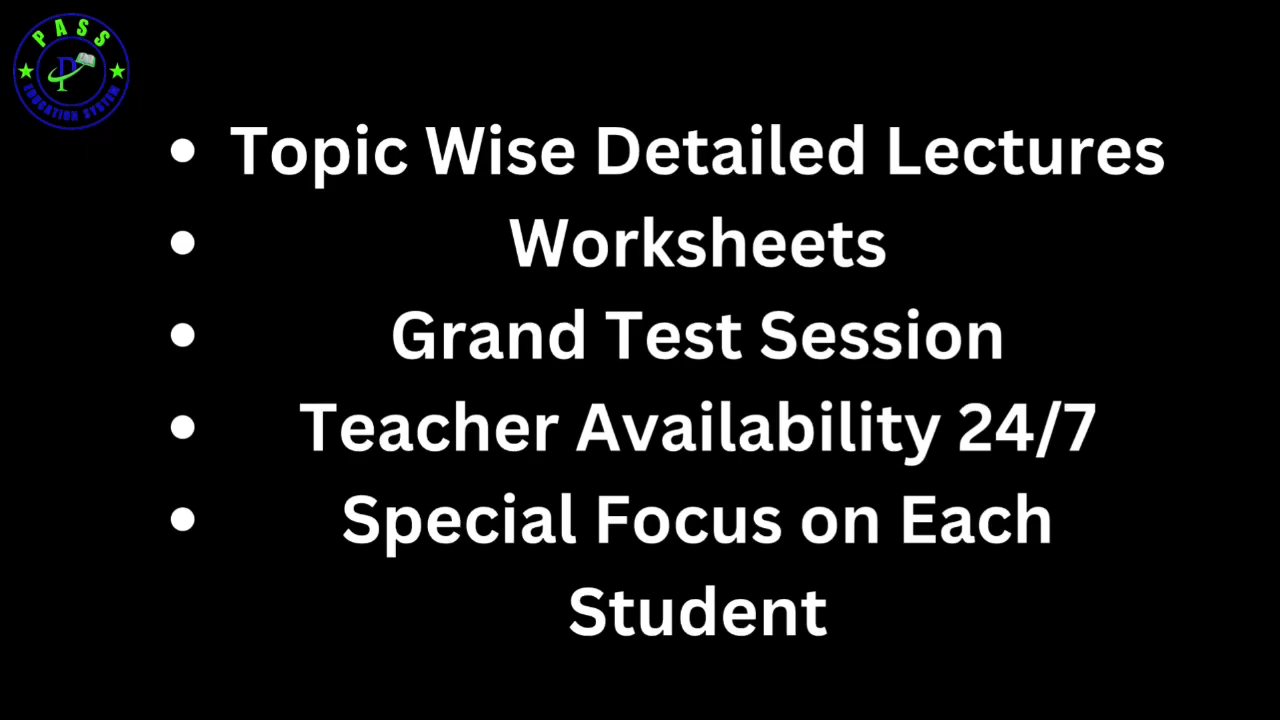 PASS
EDUCATION SYSTEM
• Topic Wise Detailed Lectures
• Worksheets
• Grand Test Session
• Teacher Availability 24/7
• Special Focus on Each
Student